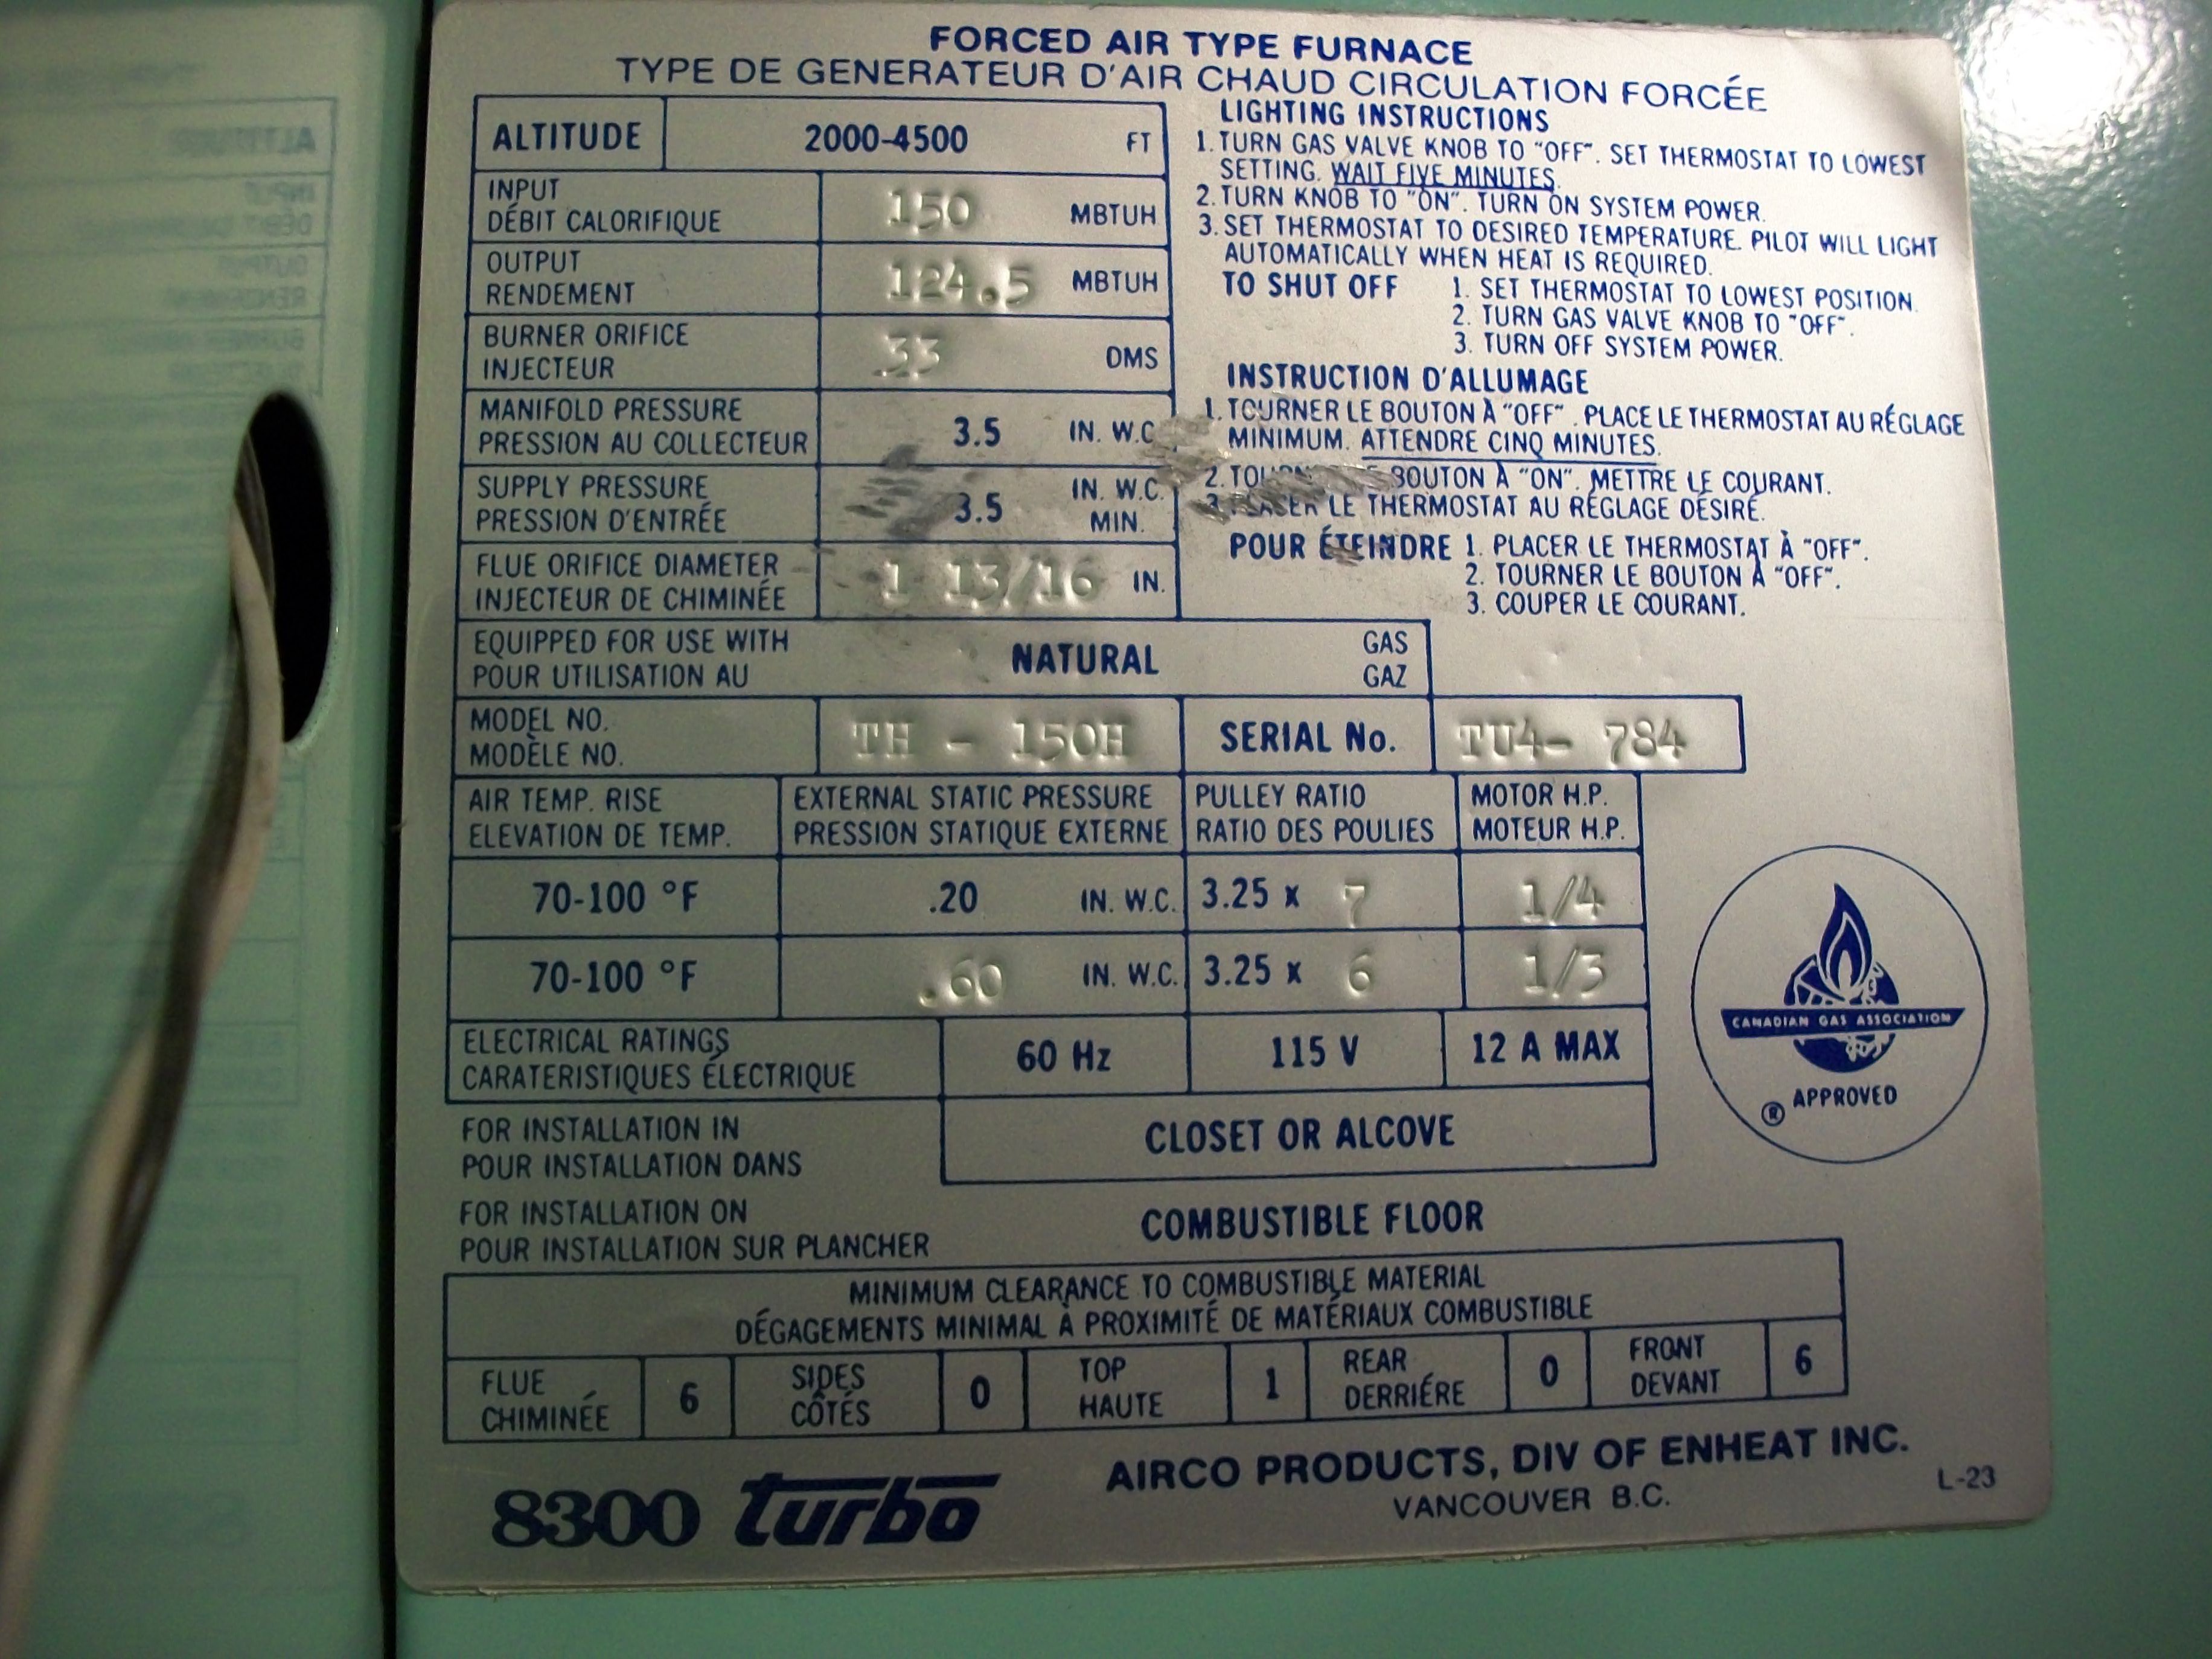 FORCED AIR TYPE FURNACE
TYPE DE GENERATEUR D'AIR CHAUD CIRCULATION FORCÉE
ALTITUDE 2000-4500 FT
INPUT
DÉBIT CALORIFIQUE 150 MBTUH
OUTPUT
RENDEMENT 124.5 MBTUH
BURNER ORIFICE
INJECTEUR 33 DMS
MANIFOLD PRESSURE
PRESSION AU COLLECTEUR 3.5 IN. W.C.
SUPPLY PRESSURE IN. W.C.
PRESSION D'ENTRÉE 3.5 MIN.
FLUE ORIFICE DIAMETER
INJECTEUR DE CHIMINÉE 1 13/16 IN.
LIGHTING INSTRUCTIONS
1. TURN GAS VALVE KNOB TO "OFF". SET THERMOSTAT TO LOWEST
SETTING. WAIT FIVE MINUTES.
2. TURN KNOB TO "ON". TURN ON SYSTEM POWER.
3. SET THERMOSTAT TO DESIRED TEMPERATURE. PILOT WILL LIGHT
AUTOMATICALLY WHEN HEAT IS REQUIRED.
TO SHUT OFF 1. SET THERMOSTAT TO LOWEST POSITION.
2. TURN GAS VALVE KNOB TO "OFF".
3. TURN OFF SYSTEM POWER.
INSTRUCTION D'ALLUMAGE
1. TOURNER LE BOUTON À "OFF". PLACE LE THERMOSTAT AU RÉGLAGE
MINIMUM. ATTENDRE CINQ MINUTES.
2. BOUTON À "ON". METTRE LE COURANT.
3. PLACER LE THERMOSTAT AU RÉGLAGE DÉSIRÉ.
POUR ÉTEINDRE 1. PLACER LE THERMOSTAT À "OFF".
2. TOURNER LE BOUTON À "OFF".
3. COUPER LE COURANT.
EQUIPPED FOR USE WITH GAS
POUR UTILISATION AU NATURAL GAZ
MODEL NO.
MODÈLE NO. TH - 150H SERIAL No. TU4- 784
AIR TEMP. RISE EXTERNAL STATIC PRESSURE PULLEY RATIO MOTOR H.P.
ELEVATION DE TEMP. PRESSION STATIQUE EXTERNE RATIO DES POULIES MOTEUR H.P.
70-100 °F .20 IN. W.C. 3.25 x 7 1/4
70-100 °F .60 IN. W.C. 3.25 x 6 1/3
ELECTRICAL RATINGS
CARATERISTIQUES ÉLECTRIQUE 60 Hz 115 V 12 A MAX
CANADIAN GAS ASSOCIATION
® APPROVED
FOR INSTALLATION IN
POUR INSTALLATION DANS CLOSET OR ALCOVE
FOR INSTALLATION ON
POUR INSTALLATION SUR PLANCHER COMBUSTIBLE FLOOR
MINIMUM CLEARANCE TO COMBUSTIBLE MATERIAL
DÉGAGEMENTS MINIMAL À PROXIMITÉ DE MATÉRIAUX COMBUSTIBLE
FLUE SIDES TOP REAR FRONT
CHIMINÉE 6 CÔTÉS 0 HAUTE 1 DERRIÉRE 0 DEVANT 6
8300 turbo
AIRCO PRODUCTS, DIV OF ENHEAT INC.
VANCOUVER B.C.
L-23